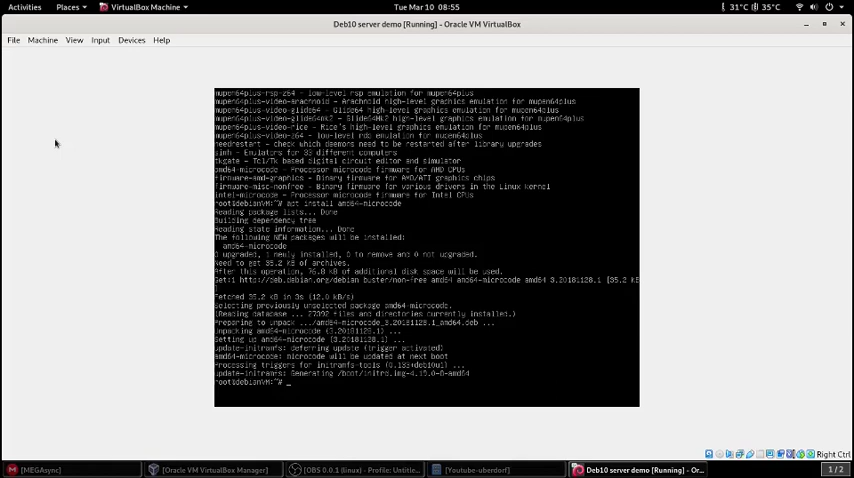 Activities
Places
VirtualBox Machine
Tue Mar 10 08:55
31°C
35°C
Deb10 server demo [Running] - Oracle VM VirtualBox
File Machine View Input Devices Help
mupen64plus-rsp-z64 - low-level rsp emulation for mupen64plus
mupen64plus-video-arachnoid - Arachnoid high-level graphics emulation for mupen64plus
mupen64plus-video-glide64 - Glide64 high-level graphics emulation for mupen64plus
mupen64plus-video-glide64mk2 - Glide64Mk2 high-level graphics emulation for mupen64plus
mupen64plus-video-rice - Rice's high-level graphics emulation for mupen64plus
mupen64plus-video-z64 - low-level rdp emulation for mupen64plus
needrestart - check which daemons need to be restarted after library upgrades
simh - Emulators for 33 different computers
tkgate - Tcl/Tk based digital circuit editor and simulator
amd64-microcode - Processor microcode firmware for AMD CPUs
firmware-amd-graphics - Binary firmware for AMD/ATI graphics chips
firmware-misc-nonfree - Binary firmware for various drivers in the Linux kernel
intel-microcode - Processor microcode firmware for Intel CPUs
root@debianVM:~# apt install amd64-microcode
Reading package lists... Done
Building dependency tree
Reading state information... Done
The following NEW packages will be installed:
amd64-microcode
0 upgraded, 1 newly installed, 0 to remove and 0 not upgraded.
Need to get 35.2 kB of archives.
After this operation, 76.8 kB of additional disk space will be used.
Get:1 http://deb.debian.org/debian buster/non-free amd64 amd64-microcode amd64 3.20181128.1 [35.2 kB
]
Fetched 35.2 kB in 3s (12.0 kB/s)
Selecting previously unselected package amd64-microcode.
(Reading database ... 27392 files and directories currently installed.)
Preparing to unpack .../amd64-microcode_3.20181128.1_amd64.deb ...
Unpacking amd64-microcode (3.20181128.1) ...
Setting up amd64-microcode (3.20181128.1) ...
update-initramfs: deferring update (trigger activated)
amd64-microcode: microcode will be updated at next boot
Processing triggers for initramfs-tools (0.133+deb10u1) ...
update-initramfs: Generating /boot/initrd.img-4.19.0-8-amd64
root@debianVM:~# _
Right Ctrl
[MEGAsync]
[Oracle VM VirtualBox Manager]
[OBS 0.0.1 (linux) - Profile: Untitle...
[Youtube-uberdorf]
Deb10 server demo [Running] - Or...
1 / 2